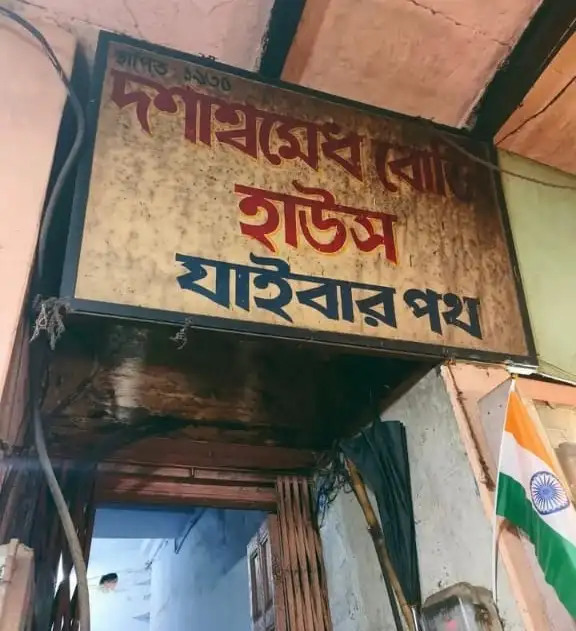 স্থাপিত ১৯৩০
দশাশ্বমেধ বোর্ডিং
হাউস
যাইবার পথ